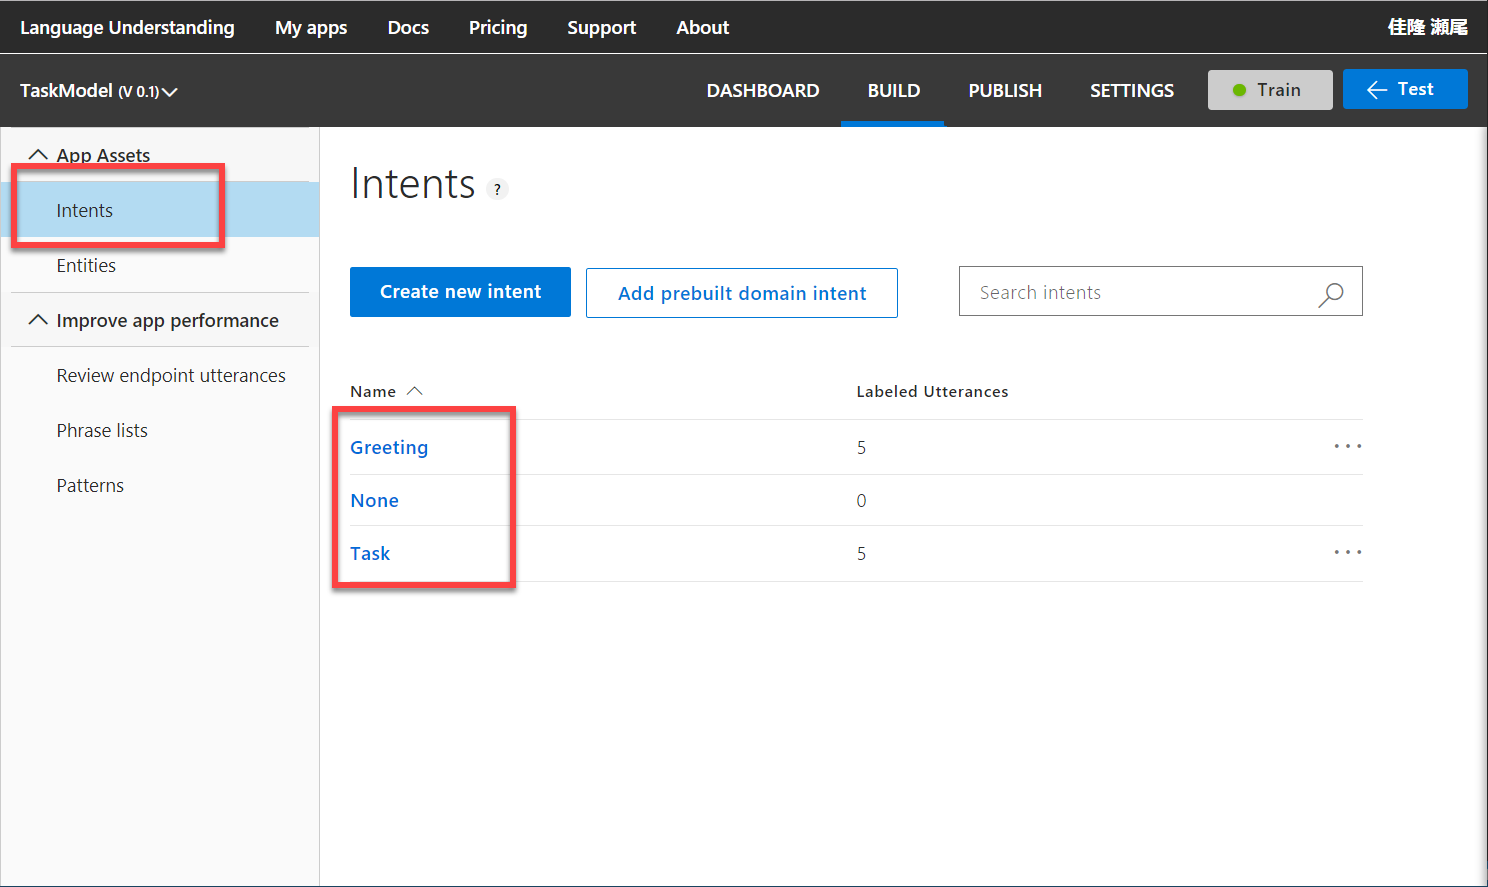 Language Understanding My apps Docs Pricing Support About 佳隆 瀬尾
TaskModel (V 0.1) DASHBOARD BUILD PUBLISH SETTINGS Train Test
App Assets
Intents
Entities
Improve app performance
Review endpoint utterances
Phrase lists
Patterns
Intents ?
Create new intent Add prebuilt domain intent Search intents
Name Labeled Utterances
Greeting 5 ...
None 0
Task 5 ...